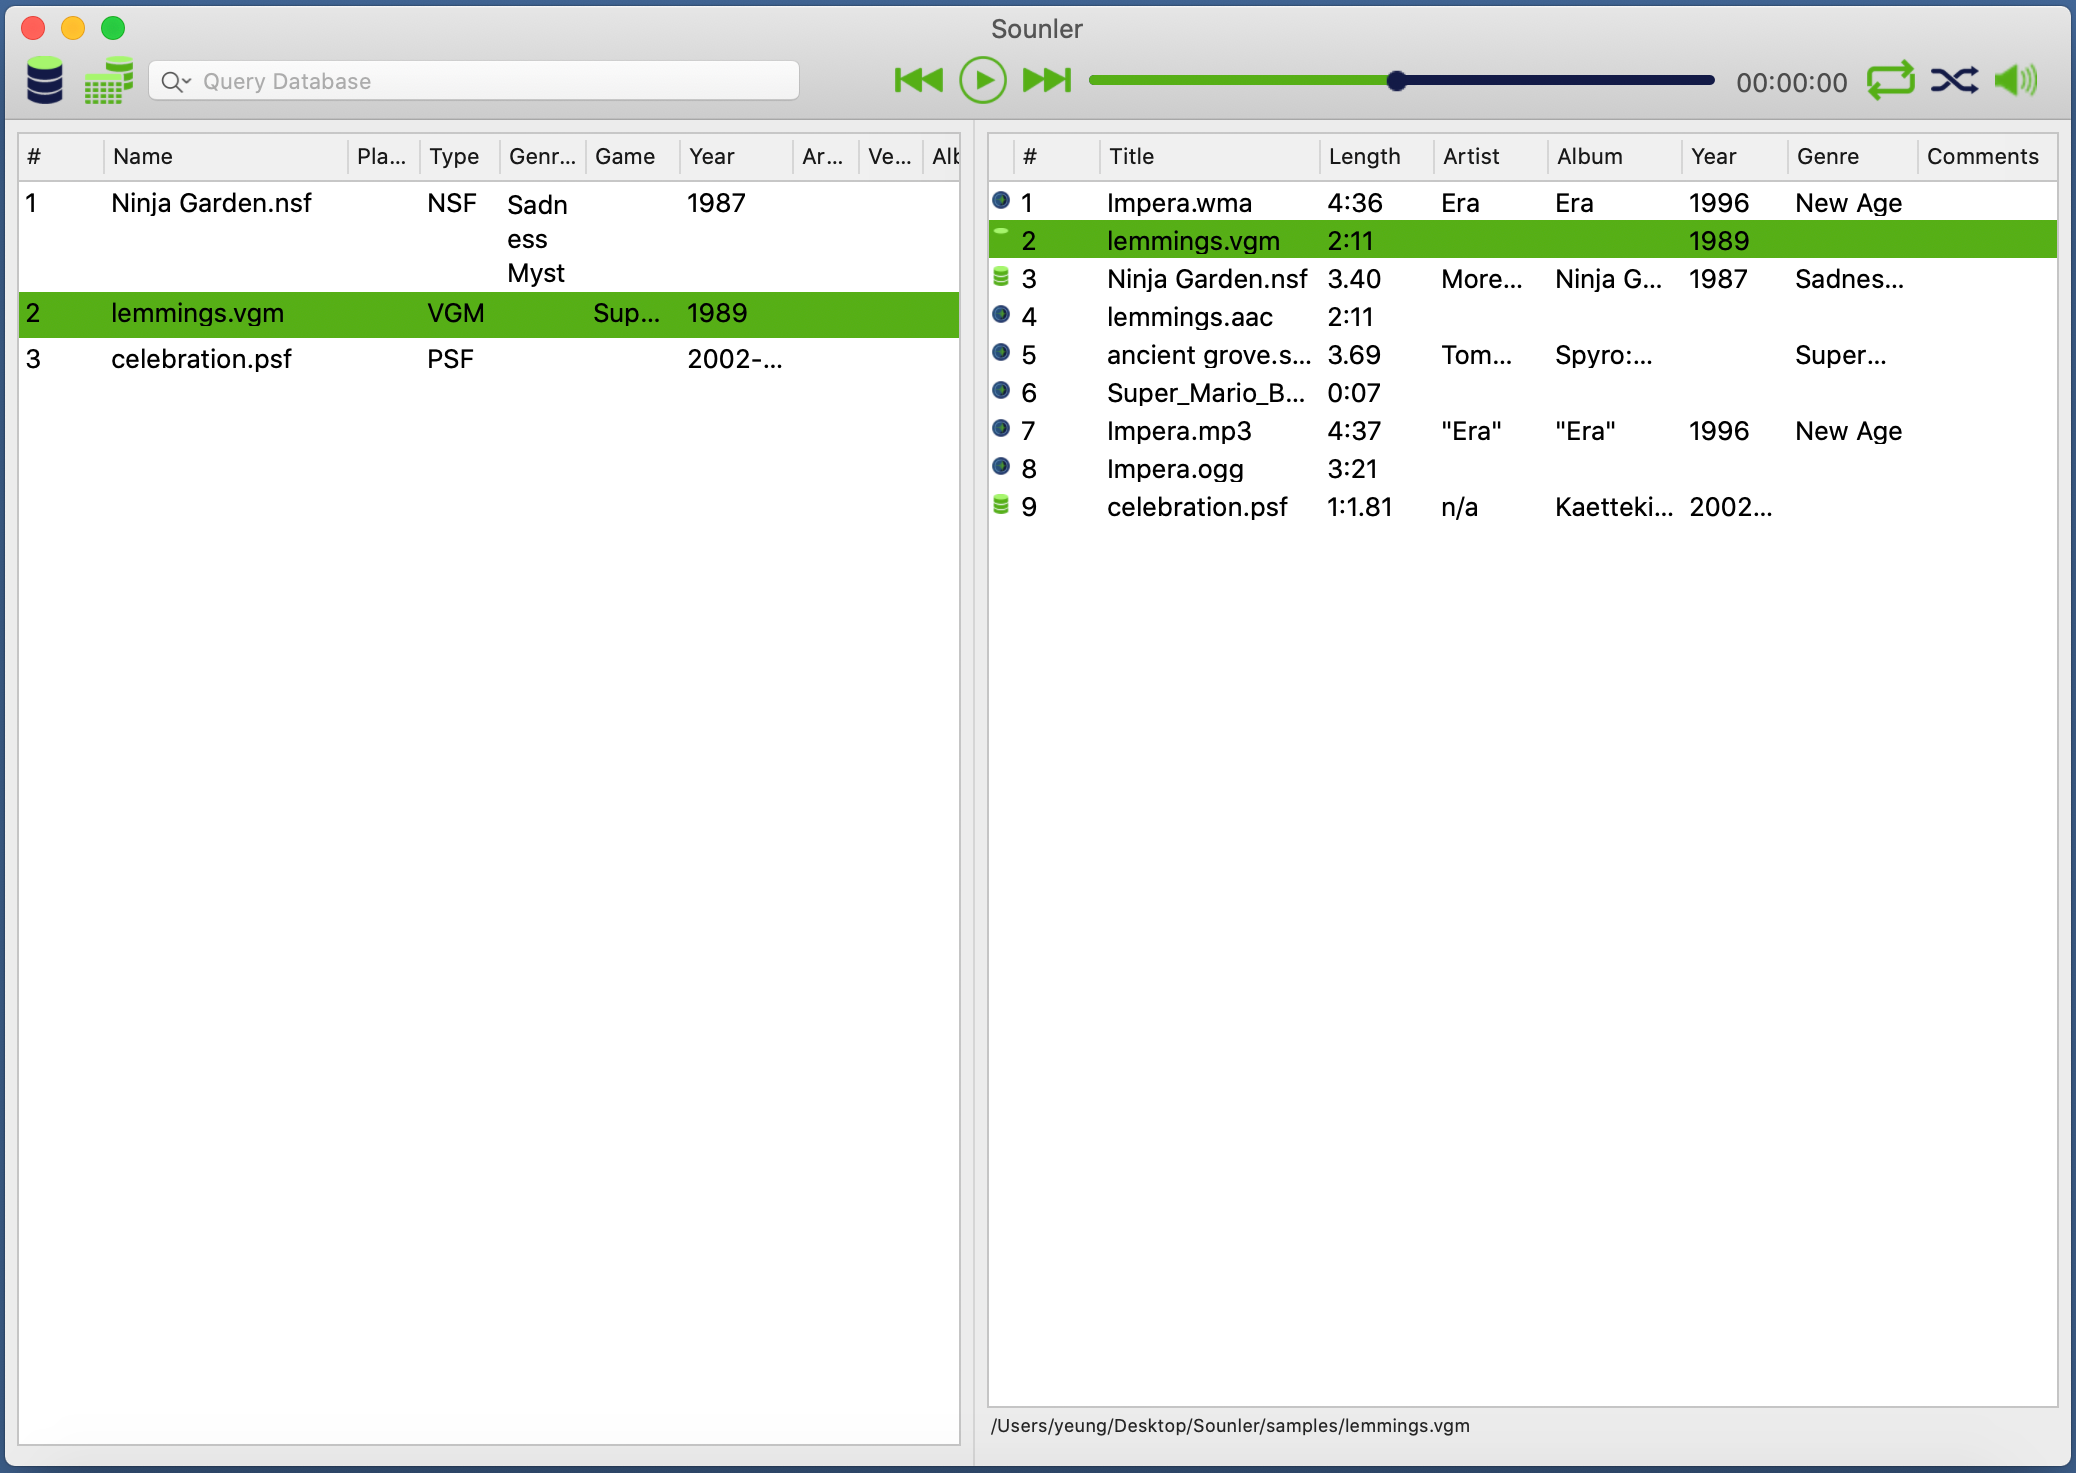 Sounler
Query Database
00:00:00
# Name Pla... Type Genr... Game Year Ar... Ve... Alb
1 Ninja Garden.nsf NSF Sadn 1987
ess
Myst
2 lemmings.vgm VGM Sup... 1989
3 celebration.psf PSF 2002-...
# Title Length Artist Album Year Genre Comments
1 Impera.wma 4:36 Era Era 1996 New Age
2 lemmings.vgm 2:11 1989
3 Ninja Garden.nsf 3.40 More... Ninja G... 1987 Sadnes...
4 lemmings.aac 2:11
5 ancient grove.s... 3.69 Tom... Spyro:... Super...
6 Super_Mario_B... 0:07
7 Impera.mp3 4:37 "Era" "Era" 1996 New Age
8 Impera.ogg 3:21
9 celebration.psf 1:1.81 n/a Kaetteki... 2002...
/Users/yeung/Desktop/Sounler/samples/lemmings.vgm